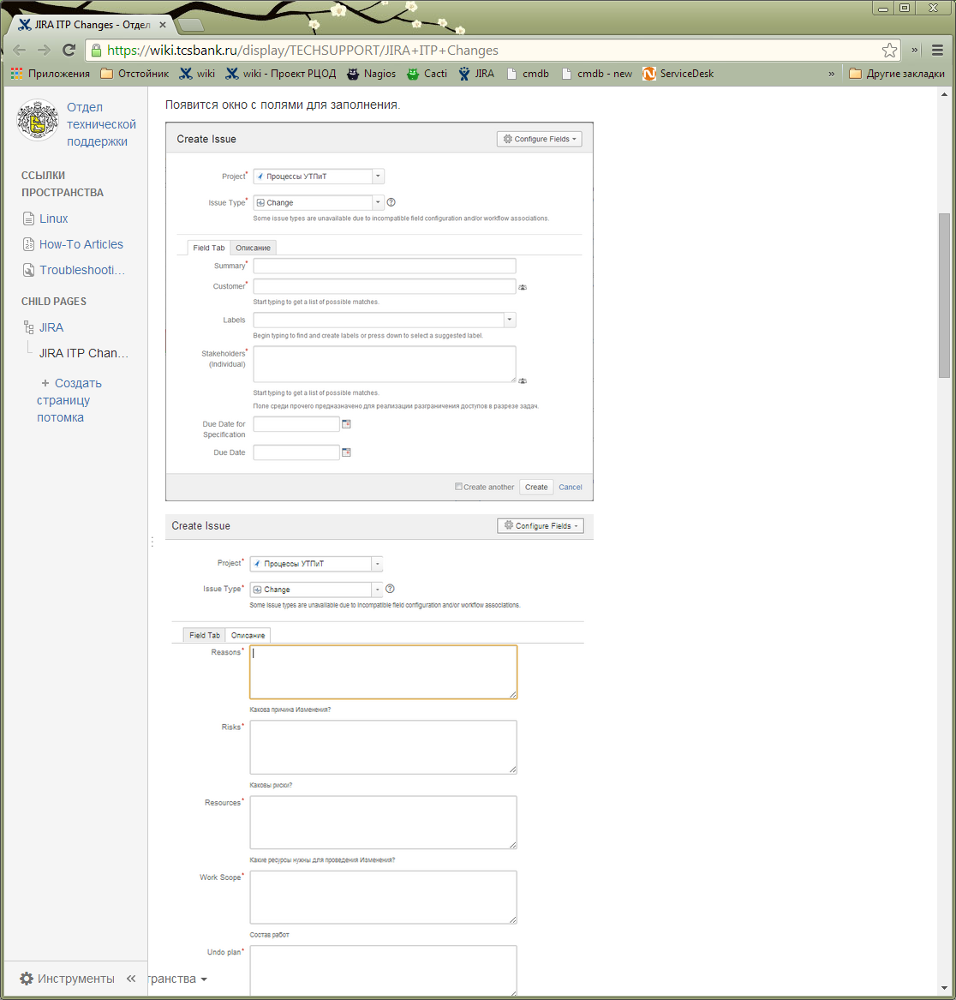 JIRA ITP Changes - Отдел
https://wiki.tcsbank.ru/display/TECHSUPPORT/JIRA+ITP+Changes
Приложения Отстойник wiki wiki - Проект РЦОД Nagios Cacti JIRA cmdb cmdb - new ServiceDesk » Другие закладки
Отдел
технической
поддержки
ССЫЛКИ
ПРОСТРАНСТВА
Linux
How-To Articles
Troubleshooti…
CHILD PAGES
JIRA
JIRA ITP Chan…
+ Создать
страницу
потомка
Инструменты «
транства
Появится окно с полями для заполнения.
Create Issue Configure Fields
Project* Процессы УТПиТ
Issue Type* Change
Some issue types are unavailable due to incompatible field configuration and/or workflow associations.
Field Tab Описание
Summary*
Customer*
Start typing to get a list of possible matches.
Labels
Begin typing to find and create labels or press down to select a suggested label.
Stakeholders*
(Individual)
Start typing to get a list of possible matches.
Поле среди прочего предназначено для реализации разграничения доступов в разрезе задач.
Due Date for
Specification
Due Date
Create another Create Cancel
Create Issue Configure Fields
Project* Процессы УТПиТ
Issue Type* Change
Some issue types are unavailable due to incompatible field configuration and/or workflow associations.
Field Tab Описание
Reasons*
Какова причина Изменения?
Risks*
Каковы риски?
Resources*
Какие ресурсы нужны для проведения Изменения?
Work Scope*
Состав работ
Undo plan*